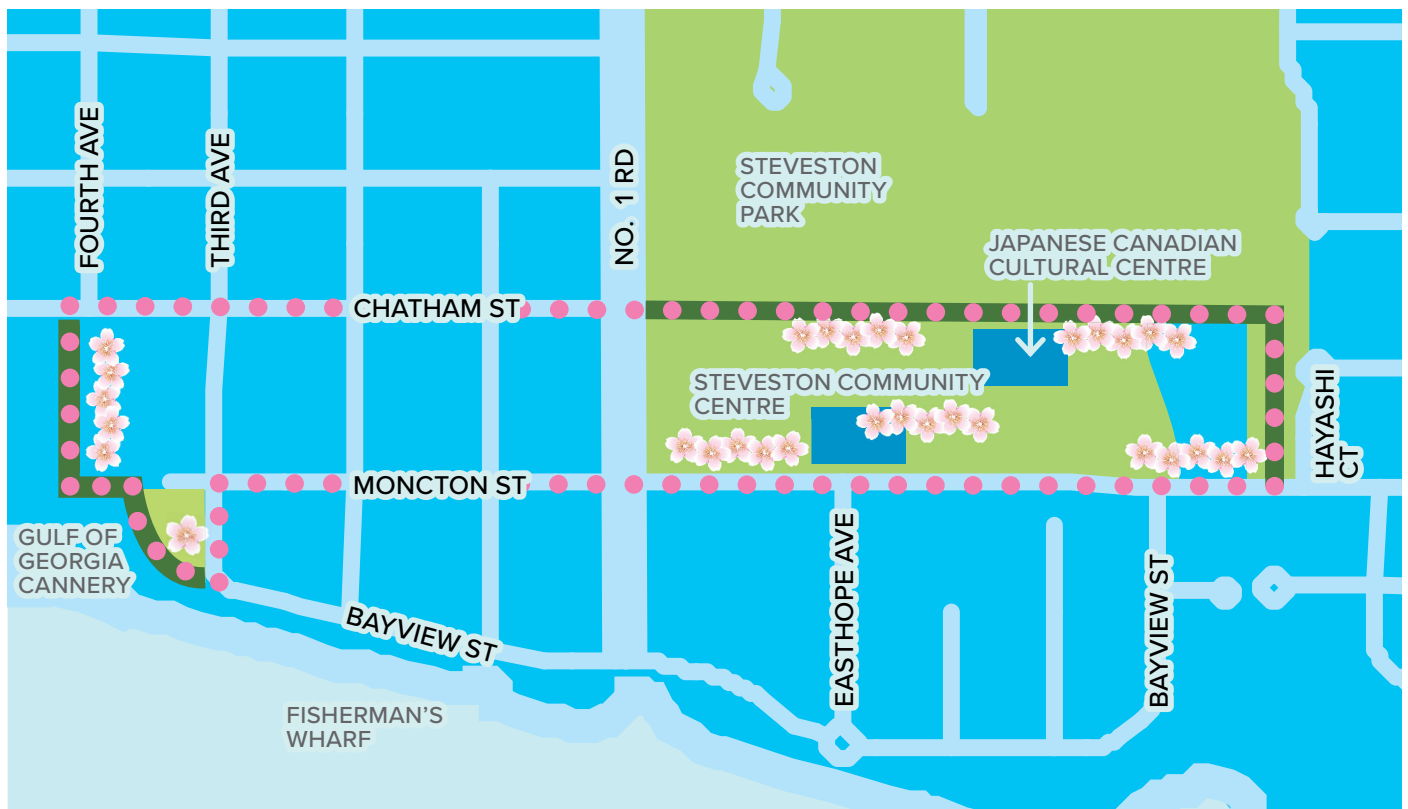 FOURTH AVE
THIRD AVE
NO. 1 RD
STEVESTON
COMMUNITY
PARK
JAPANESE CANADIAN
CULTURAL CENTRE
CHATHAM ST
STEVESTON COMMUNITY
CENTRE
HAYASHI
CT
MONCTON ST
GULF OF
GEORGIA
CANNERY
BAYVIEW ST
EASTHOPE AVE
BAYVIEW ST
FISHERMAN’S
WHARF